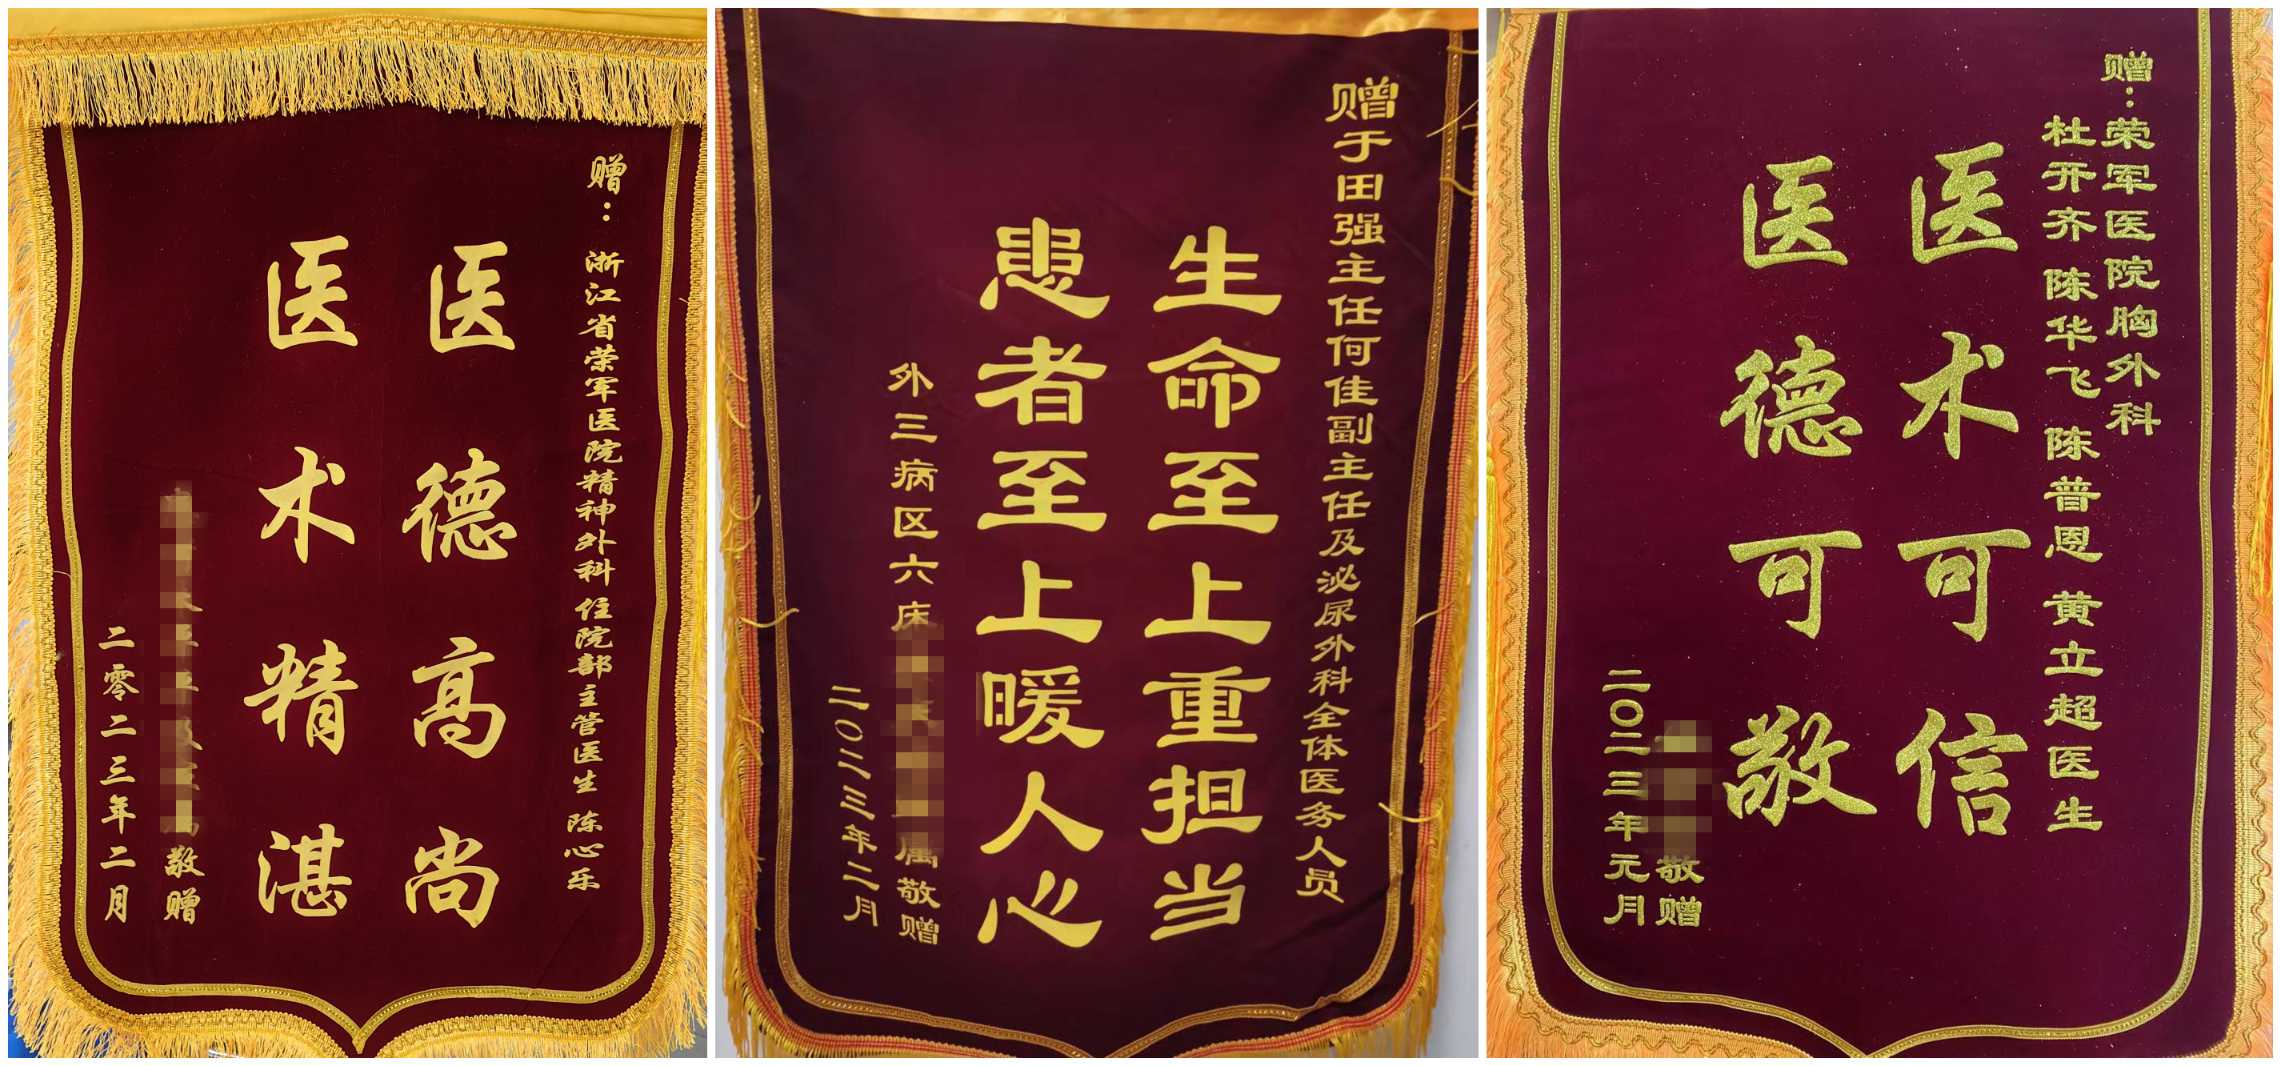 赠：浙江省荣军医院精神外科 住院部主管医生 陈心乐
医德高尚
医术精湛
敬赠
二零二三年二月
赠于田强主任何佳副主任及泌尿外科全体医务人员
生命至上重担当
患者至上暖人心
外三病区六床
属敬赠
二〇二三年二月
赠：荣军医院胸外科
杜开齐 陈华飞 陈普恩 黄立超医生
医术可信
医德可敬
敬赠
二〇二三年元月